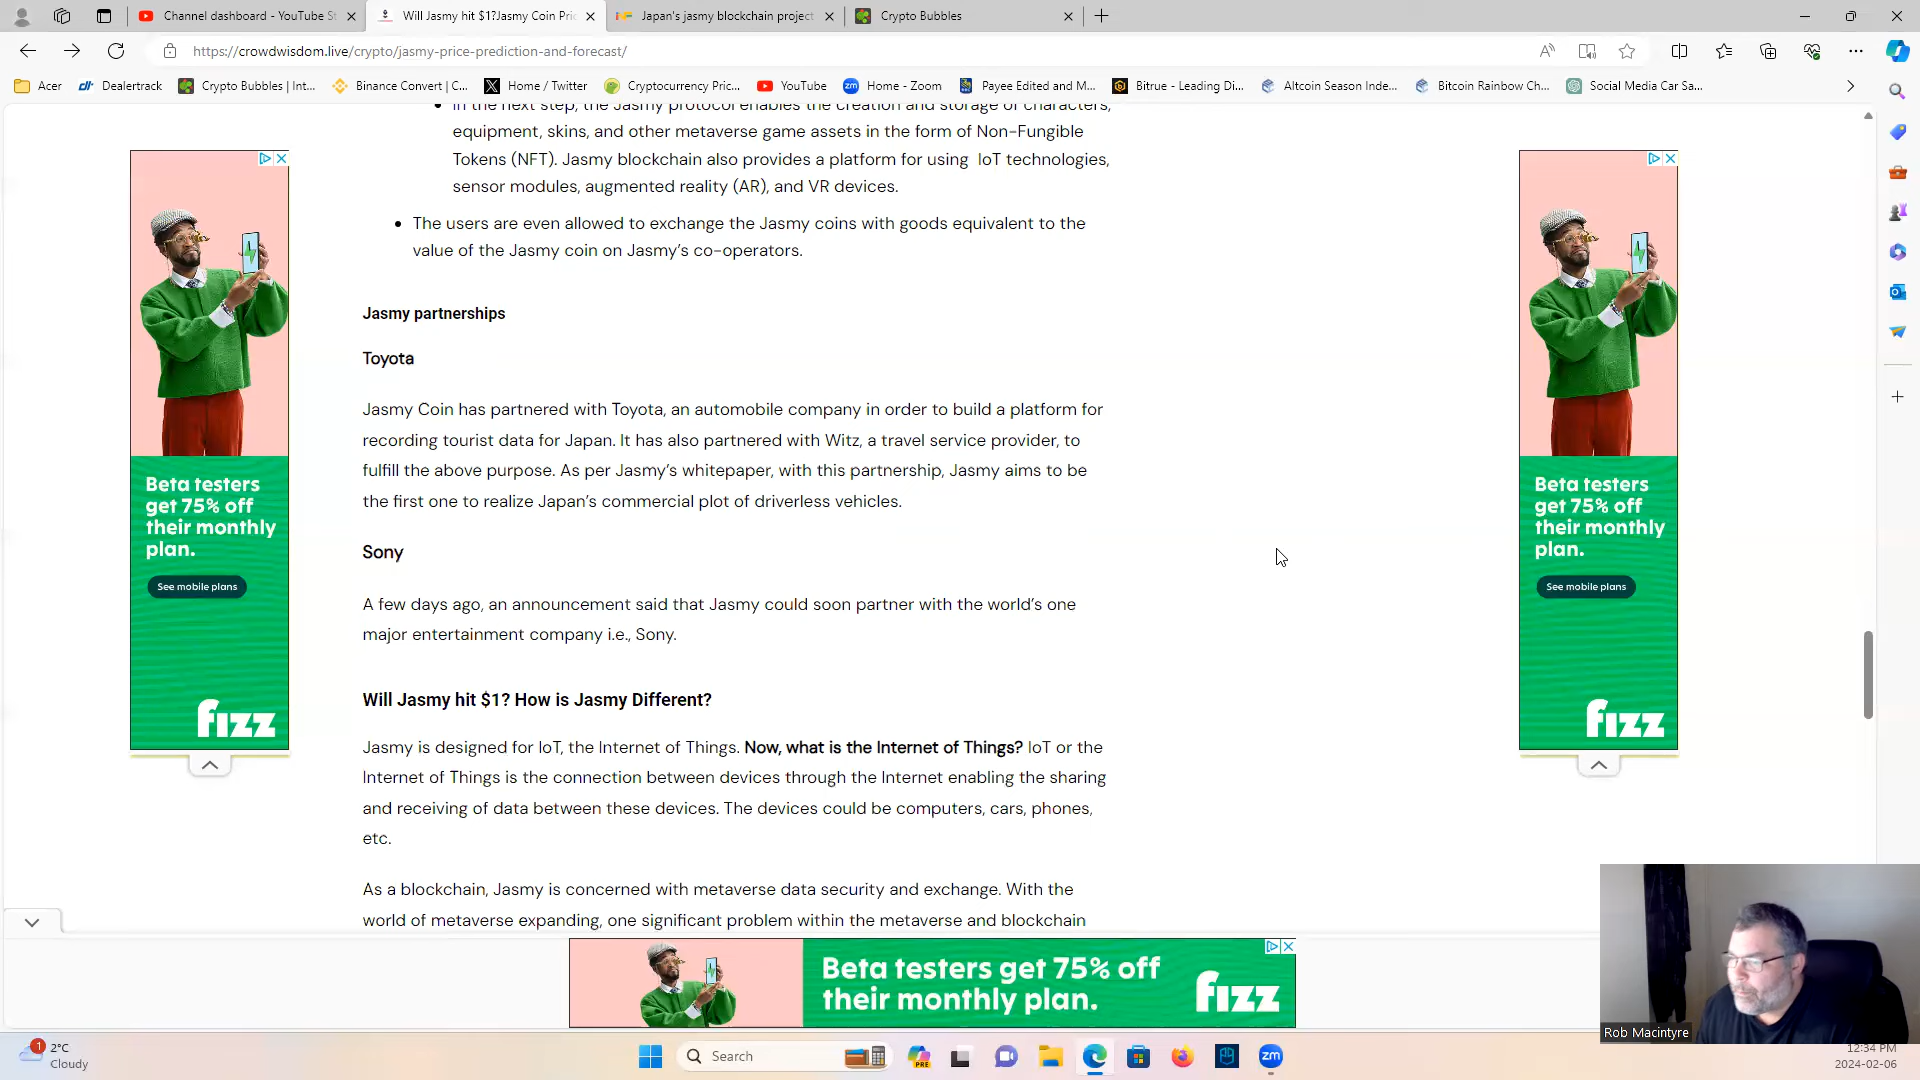 Channel dashboard - YouTube St
Will Jasmy hit $1?Jasmy Coin Pri
Japan's jasmy blockchain project
Crypto Bubbles
https://crowdwisdom.live/crypto/jasmy-price-prediction-and-forecast/
Acer
Dealertrack
Crypto Bubbles | Int...
Binance Convert | C...
Home / Twitter
Cryptocurrency Pric...
YouTube
Home - Zoom
Payee Edited and M...
Bitrue - Leading Di...
Altcoin Season Inde...
Bitcoin Rainbow Ch...
Social Media Car Sa...
In the next step, the Jasmy protocol enables the creation and storage of characters,
equipment, skins, and other metaverse game assets in the form of Non-Fungible
Tokens (NFT). Jasmy blockchain also provides a platform for using IoT technologies,
sensor modules, augmented reality (AR), and VR devices.
The users are even allowed to exchange the Jasmy coins with goods equivalent to the
value of the Jasmy coin on Jasmy's co-operators.
Jasmy partnerships
Toyota
Jasmy Coin has partnered with Toyota, an automobile company in order to build a platform for
recording tourist data for Japan. It has also partnered with Witz, a travel service provider, to
fulfill the above purpose. As per Jasmy's whitepaper, with this partnership, Jasmy aims to be
the first one to realize Japan's commercial plot of driverless vehicles.
Sony
A few days ago, an announcement said that Jasmy could soon partner with the world's one
major entertainment company i.e., Sony.
Will Jasmy hit $1? How is Jasmy Different?
Jasmy is designed for IoT, the Internet of Things. Now, what is the Internet of Things? IoT or the
Internet of Things is the connection between devices through the Internet enabling the sharing
and receiving of data between these devices. The devices could be computers, cars, phones,
etc.
As a blockchain, Jasmy is concerned with metaverse data security and exchange. With the
world of metaverse expanding, one significant problem within the metaverse and blockchain
Beta testers
get 75% off
their monthly
plan.
See mobile plans
fizz
Beta testers
get 75% off
their monthly
plan.
See mobile plans
fizz
Beta testers get 75% off
their monthly plan.
fizz
Rob Macintyre
1
2°C
Cloudy
Search
PRE
zm
12:34 PM
2024-02-06